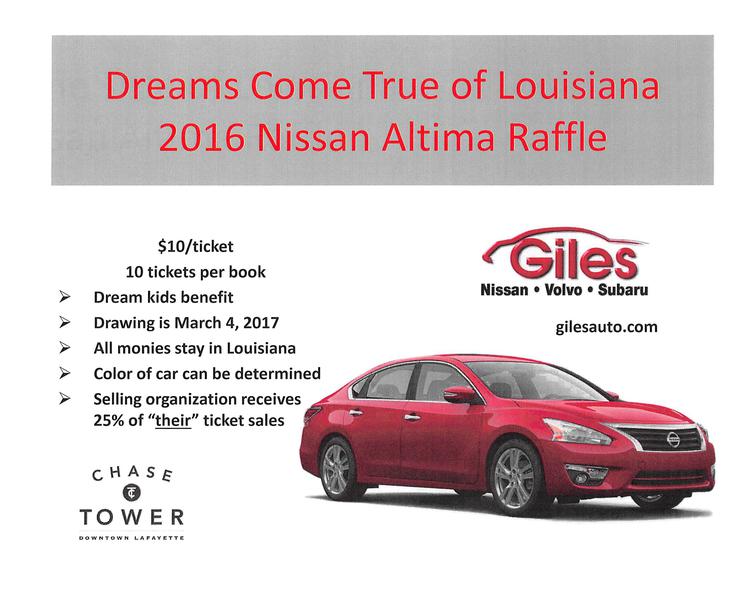 Dreams Come True of Louisiana
2016 Nissan Altima Raffle
$10/ticket
10 tickets per book
➢ Dream kids benefit
➢ Drawing is March 4, 2017
➢ All monies stay in Louisiana
➢ Color of car can be determined
➢ Selling organization receives
25% of “their” ticket sales
Giles
Nissan • Volvo • Subaru
gilesauto.com
CHASE
TC
TOWER
DOWNTOWN LAFAYETTE